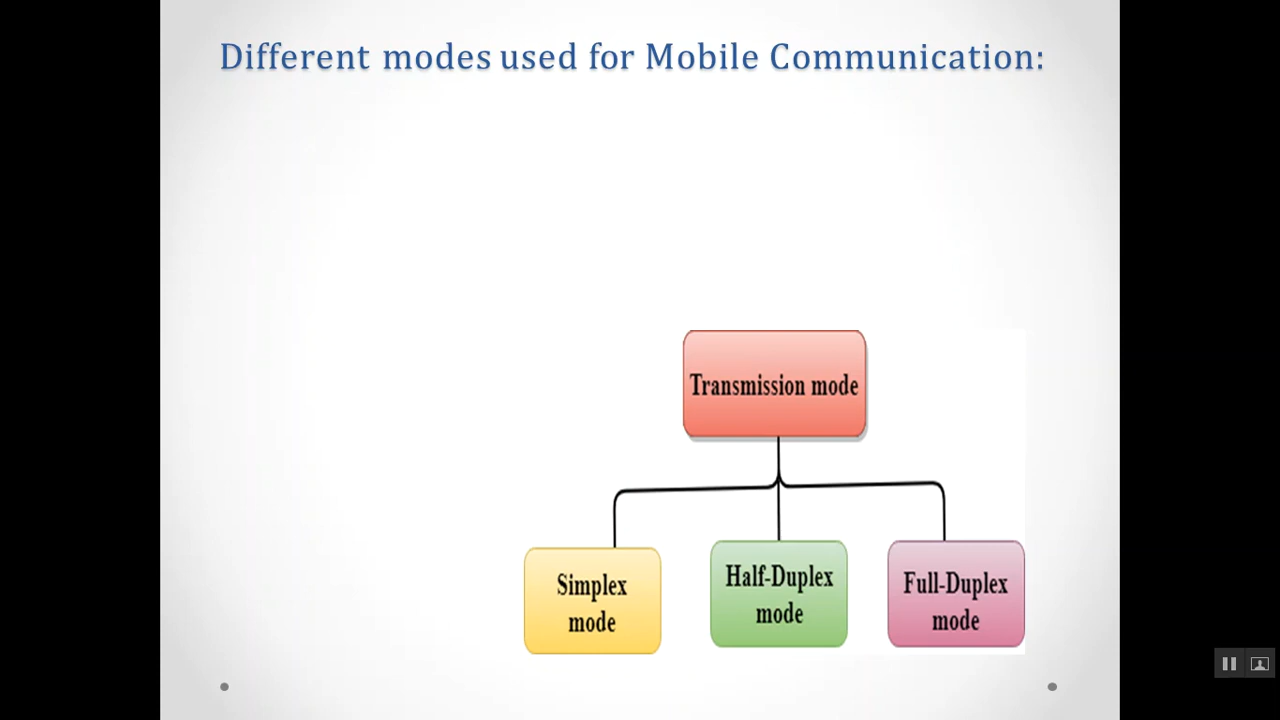 Different modes used for Mobile Communication:
Transmission mode
Simplex
mode
Half-Duplex
mode
Full-Duplex
mode